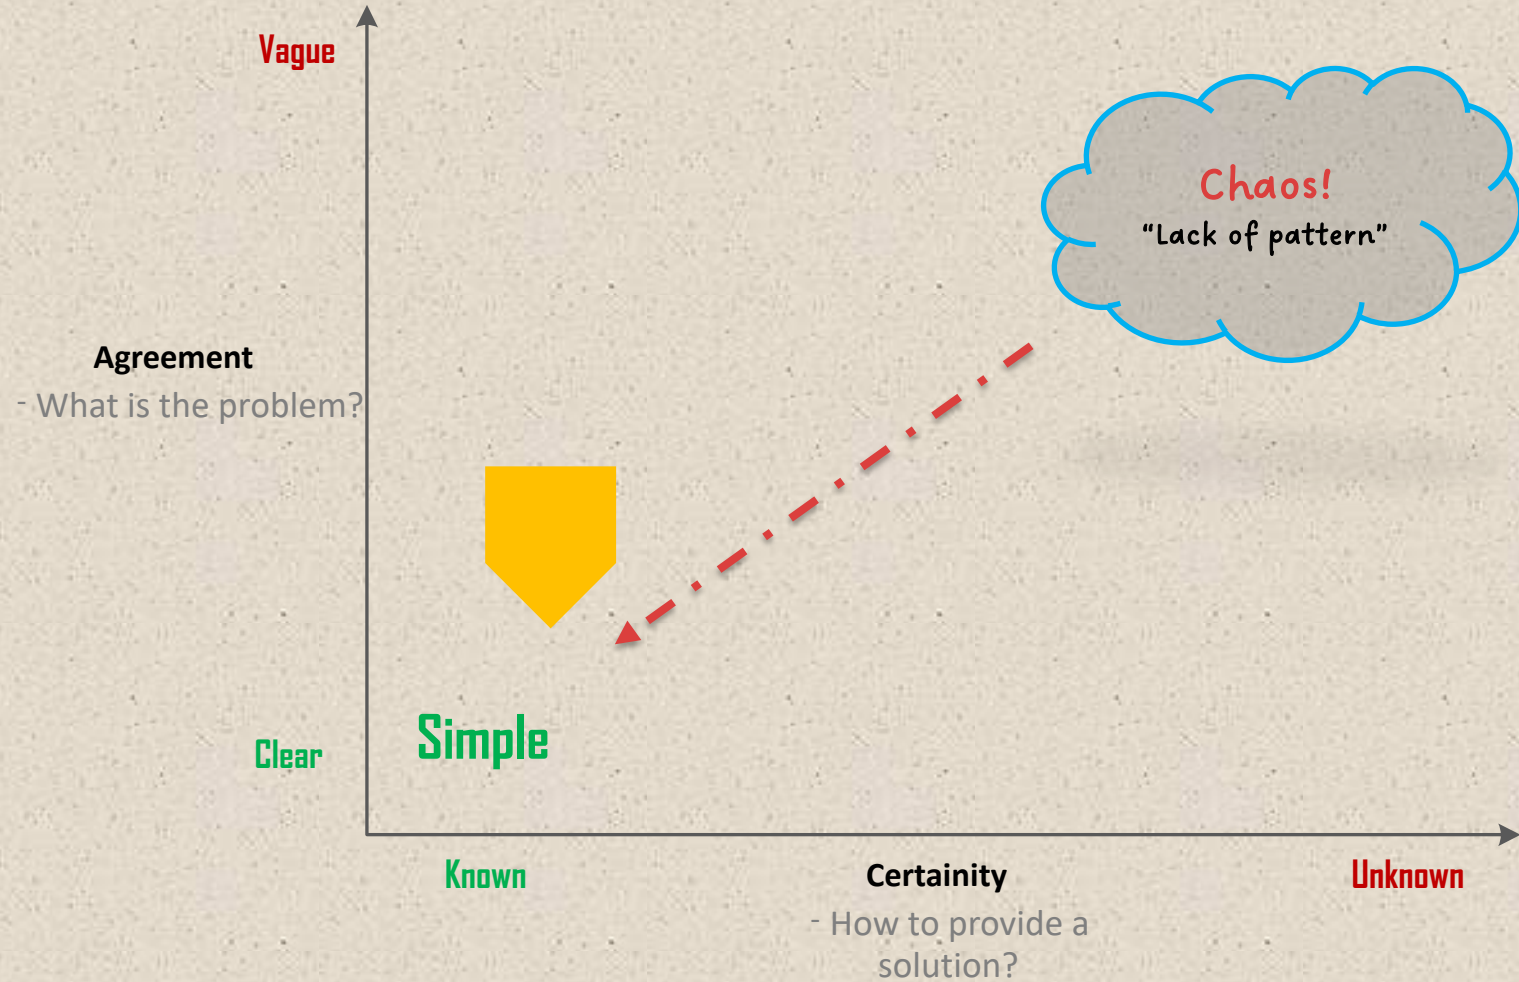 Vague
Chaos!
“Lack of pattern”
Agreement
- What is the problem?
Simple
Clear
Known
Certainity
Unknown
- How to provide a
solution?